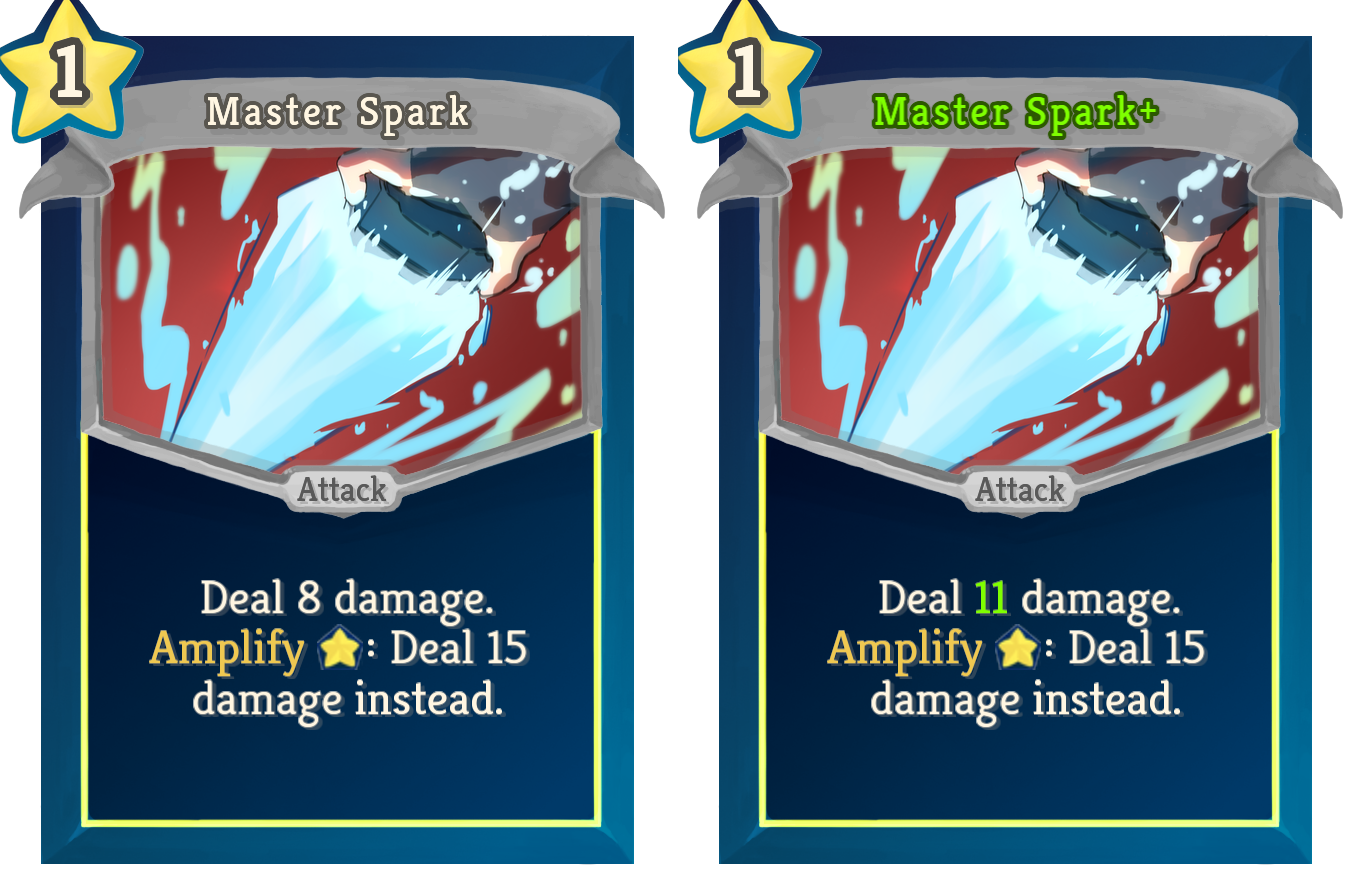 1
Master Spark
Attack
Deal 8 damage.
Amplify : Deal 15
damage instead.
1
Master Spark+
Attack
Deal 11 damage.
Amplify : Deal 15
damage instead.